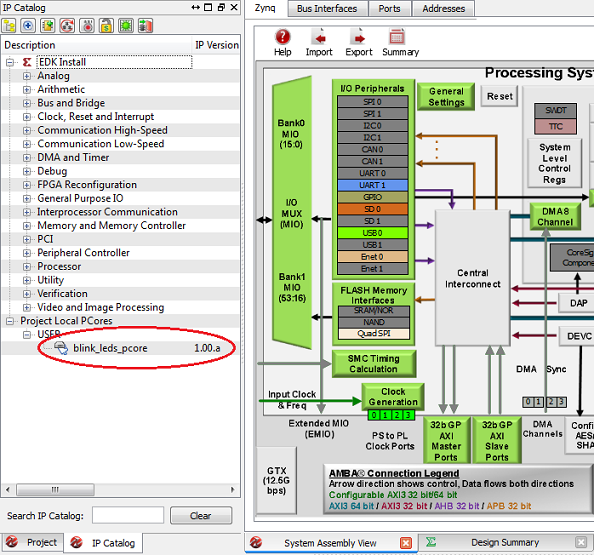 IP Catalog
Description IP Version
EDK Install
Analog
Arithmetic
Bus and Bridge
Clock, Reset and Interrupt
Communication High-Speed
Communication Low-Speed
DMA and Timer
Debug
FPGA Reconfiguration
General Purpose IO
Interprocessor Communication
Memory and Memory Controller
PCI
Peripheral Controller
Processor
Utility
Verification
Video and Image Processing
Project Local PCores
USER
blink_leds_pcore 1.00.a
Search IP Catalog:
Clear
Project
IP Catalog
Zynq
Bus Interfaces
Ports
Addresses
Help
Import
Export
Summary
Processing Sys
I/O Peripherals
SPI 0
SPI 1
I2C 0
I2C 1
CAN 0
CAN 1
UART 0
UART 1
GPIO
SD 0
SD 1
USB 0
USB 1
Enet 0
Enet 1
Bank0
MIO
(15:0)
I/O
MUX
(MIO)
Bank1
MIO
(53:16)
FLASH Memory
Interfaces
SRAM/NOR
NAND
Quad SPI
SMC Timing
Calculation
Input Clock
& Freq
Clock
Generation
0 1 2 3
Extended MIO
(EMIO)
PS to PL
Clock Ports
General
Settings
Reset
SWDT
TTC
System
Level
Control
Regs
DMA8
Channel
CoreSig
Compone
Central
Interconnect
DAP
DEVC
DMA Sync
0 1 2 3
32b GP
AXI
Master
Ports
32b GP
AXI
Slave
Ports
DMA
Channels
Config
AES/
SHA
GTX
(12.6G
bps)
AMBA® Connection Legend
Arrow direction shows control, Data flows both directions
Configurable AXI3 32 bit/64 bit
AXI3 64 bit / AXI3 32 bit / AHB 32 bit / APB 32 bit
System Assembly View
Design Summary